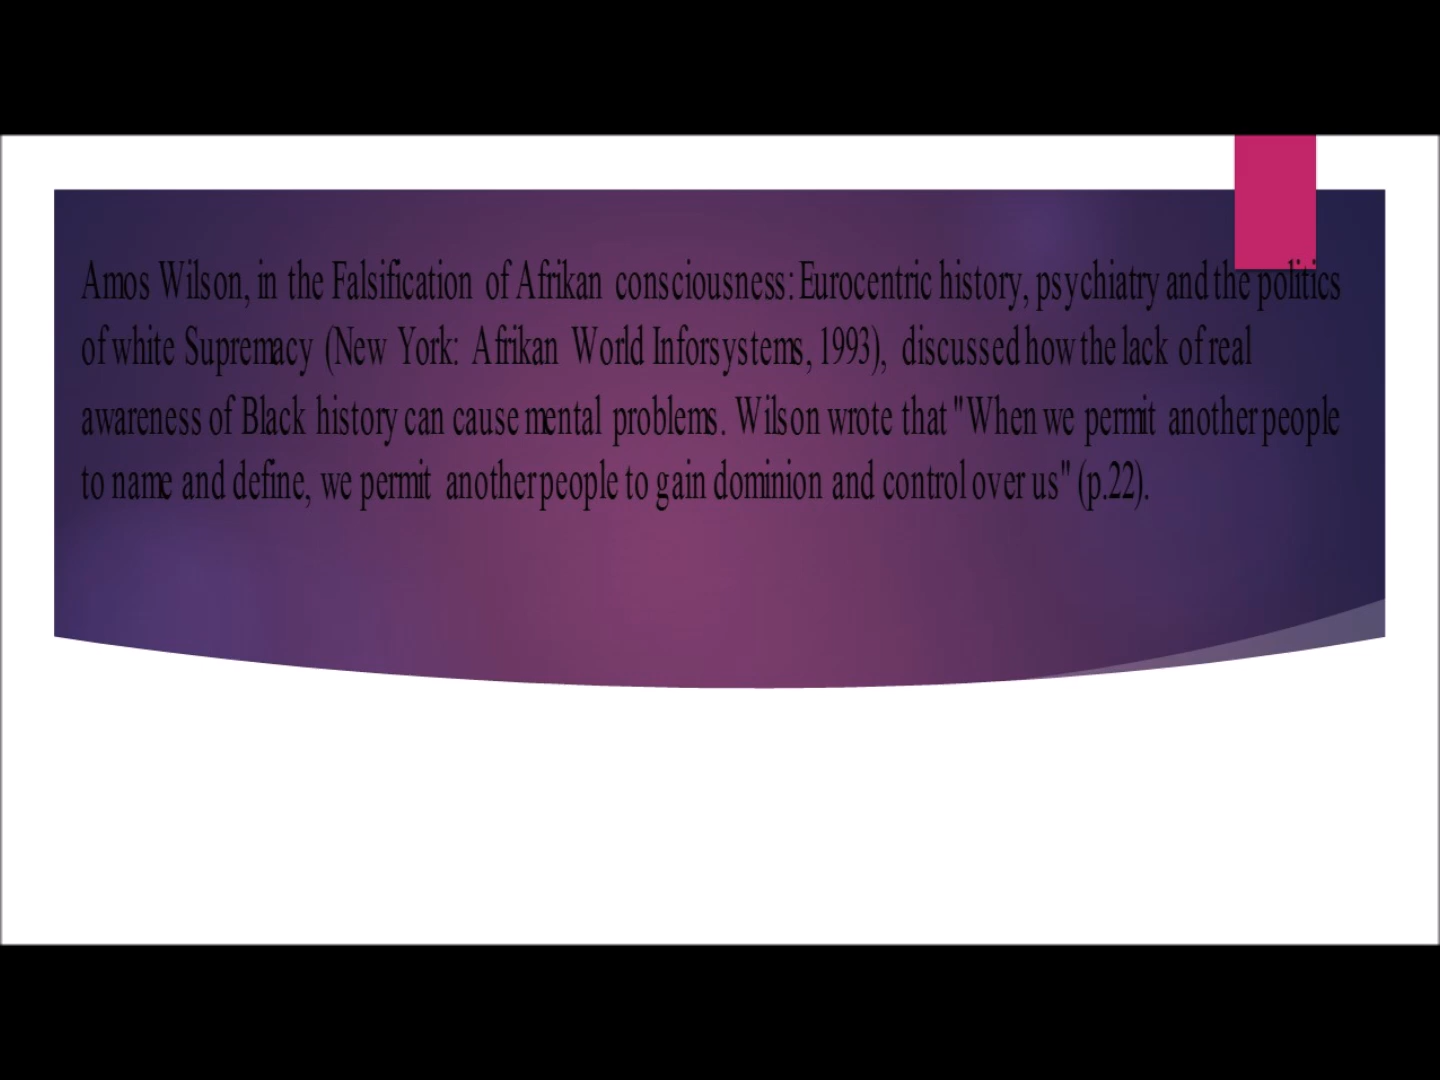 Amos Wilson, in the Falsification of Afrikan consciousness: Eurocentric history, psychiatry and the politics
of white Supremacy (New York: Afrikan World Inforsystems, 1993), discussed how the lack of real
awareness of Black history can cause mental problems. Wilson wrote that "When we permit another people
to name and define, we permit another people to gain dominion and control over us" (p.22).